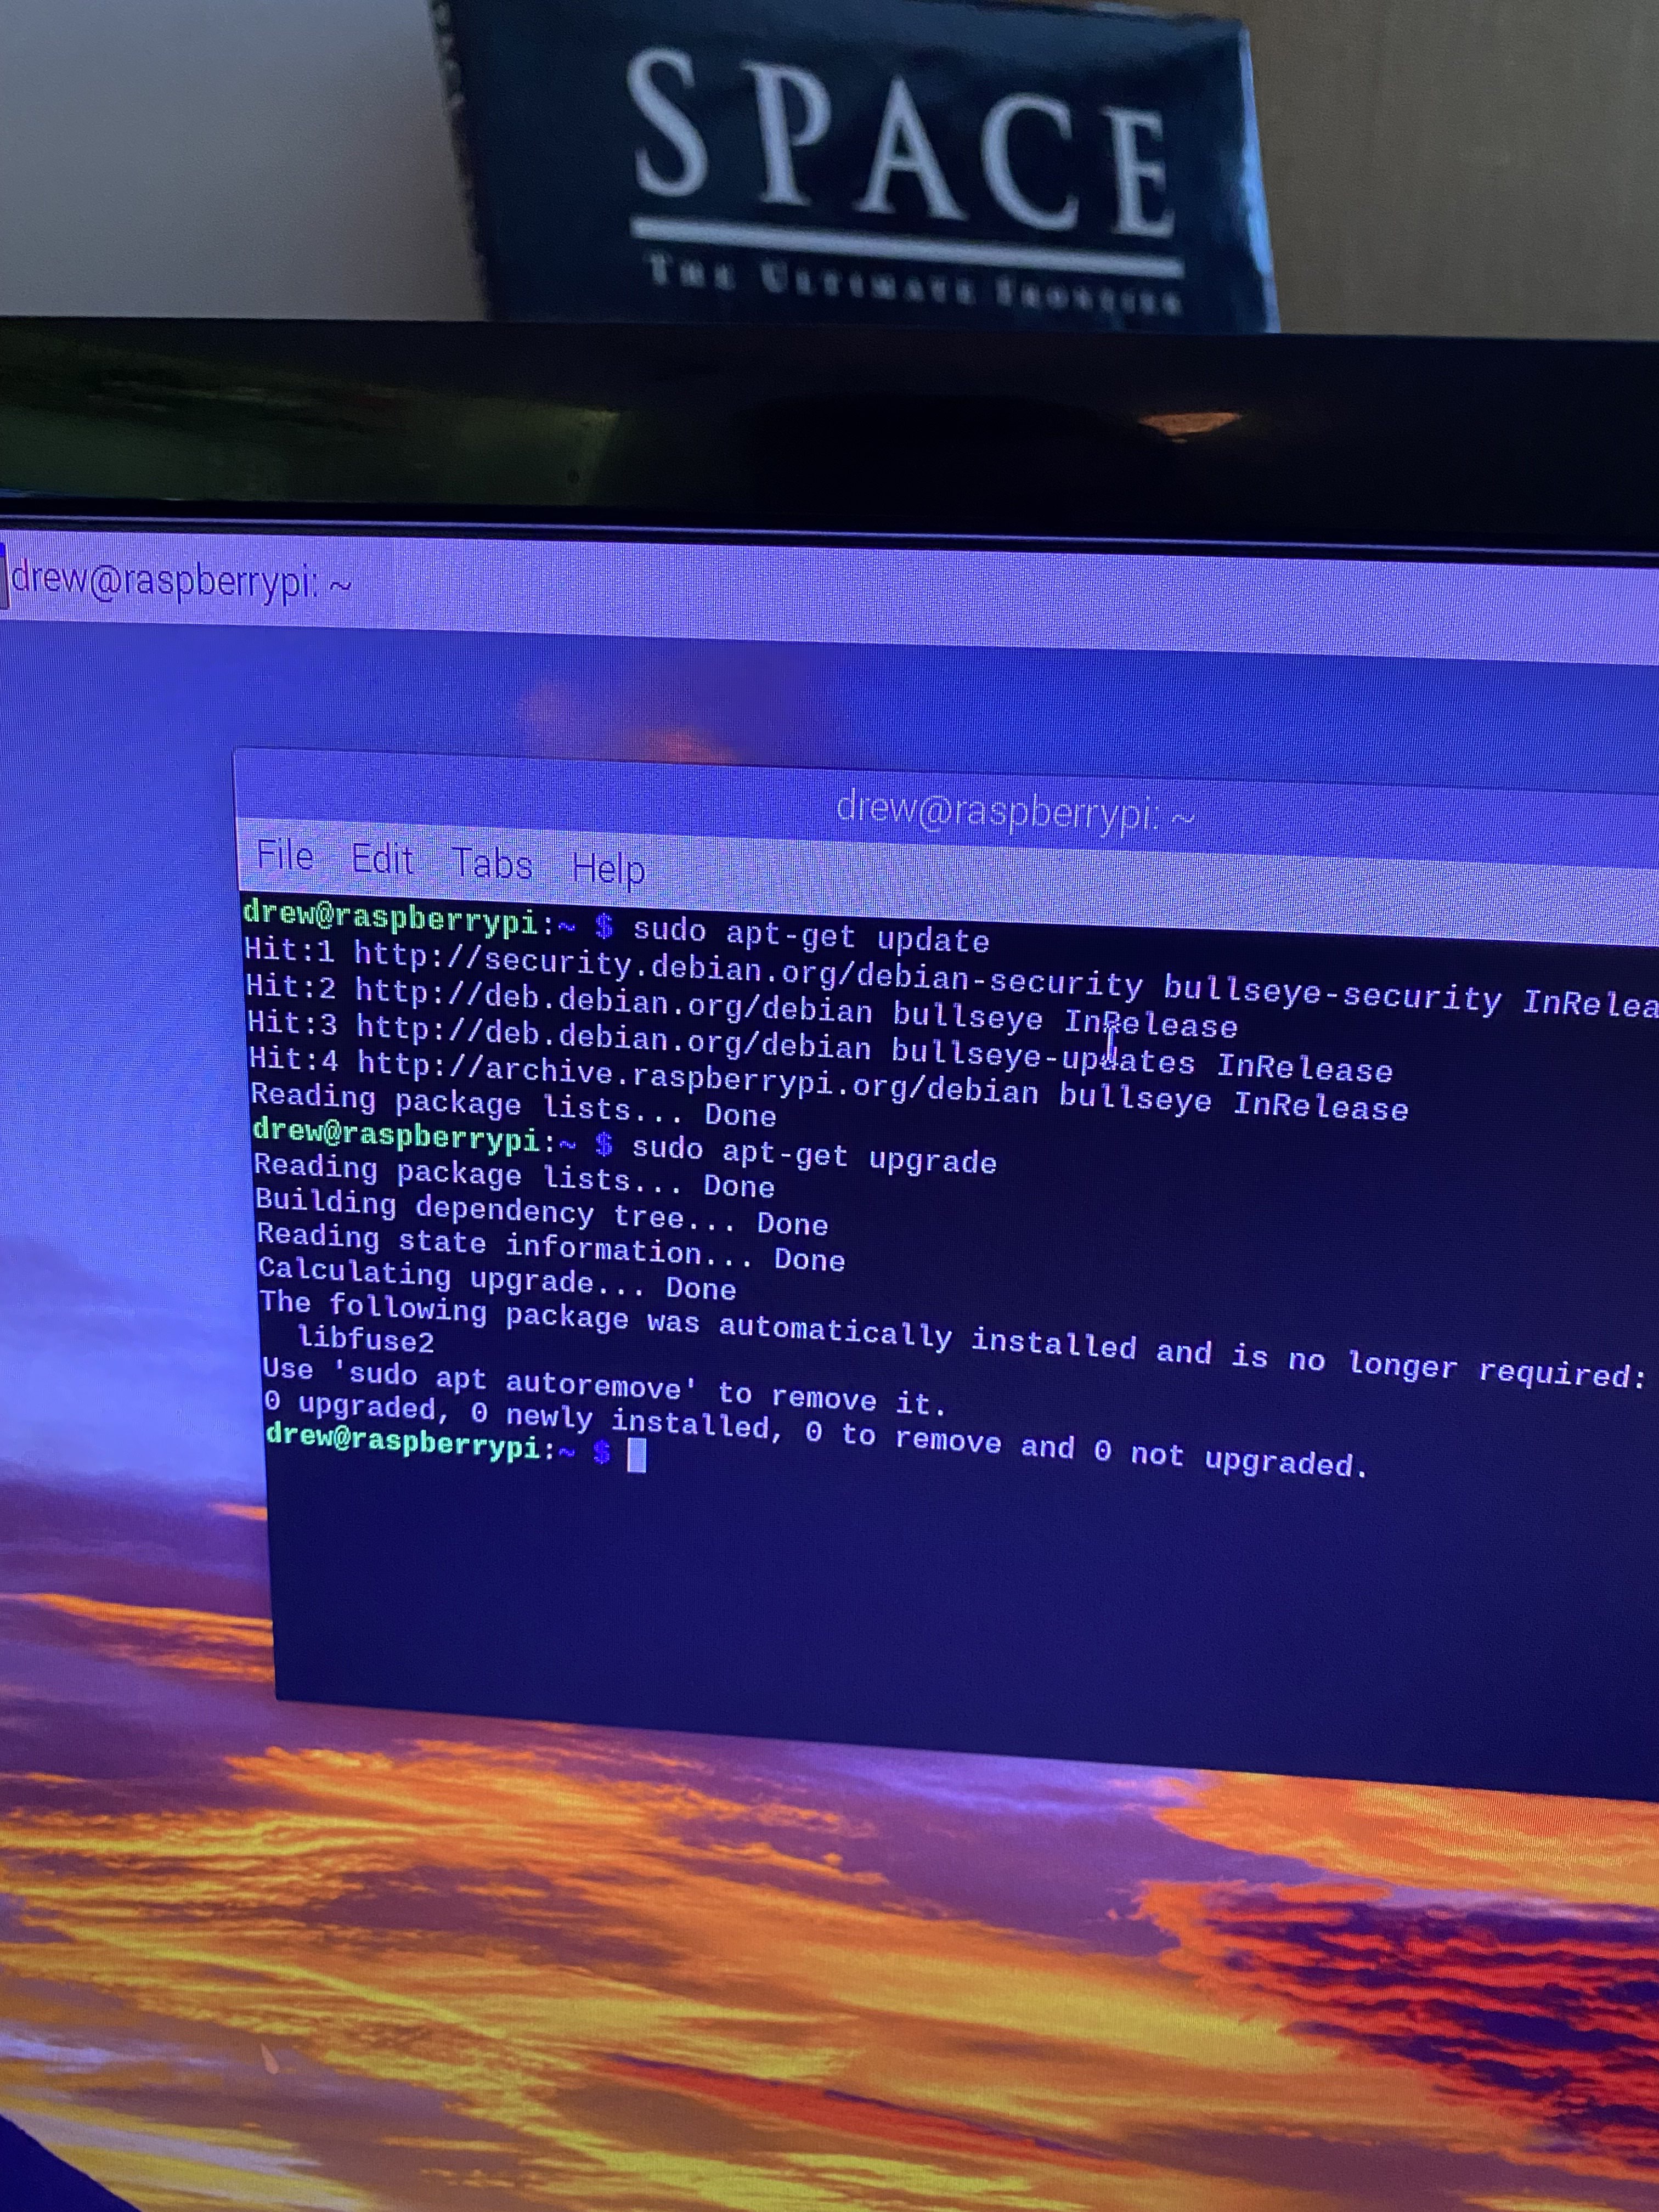 SPACE
THE ULTIMATE FRONTIER
drew@raspberrypi: ~
drew@raspberrypi: ~
File Edit Tabs Help
drew@raspberrypi:~ $ sudo apt-get update
Hit:1 http://security.debian.org/debian-security bullseye-security InRelea
Hit:2 http://deb.debian.org/debian bullseye InRelease
Hit:3 http://deb.debian.org/debian bullseye-updates InRelease
Hit:4 http://archive.raspberrypi.org/debian bullseye InRelease
Reading package lists... Done
drew@raspberrypi:~ $ sudo apt-get upgrade
Reading package lists... Done
Building dependency tree... Done
Reading state information... Done
Calculating upgrade... Done
The following package was automatically installed and is no longer required:
  libfuse2
Use 'sudo apt autoremove' to remove it.
0 upgraded, 0 newly installed, 0 to remove and 0 not upgraded.
drew@raspberrypi:~ $